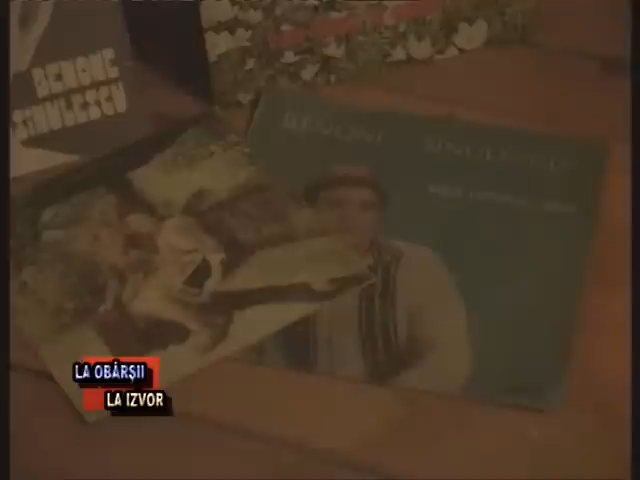 BENONE
SINULESCU
BENONE SINULESCU
LA OBÂRȘII
LA IZVOR